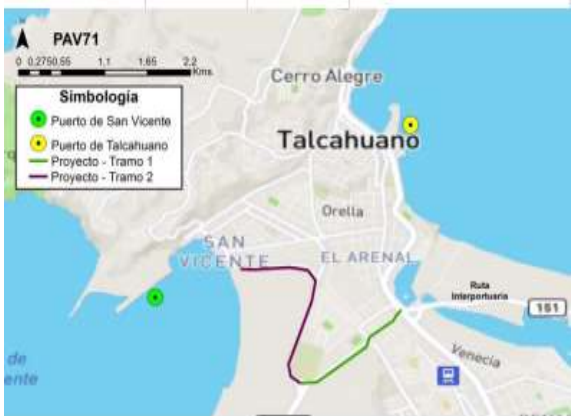 PAV71
0 0.2750.55 1.1 1.65 2.2
Kms
Simbología
Puerto de San Vicente
Puerto de Talcahuano
Proyecto - Tramo 1
Proyecto - Tramo 2
Cerro Alegre
Talcahuano
Orella
SAN
VICENTE
EL ARENAL
Ruta
Interportuaria
151
Venecia
de
ente